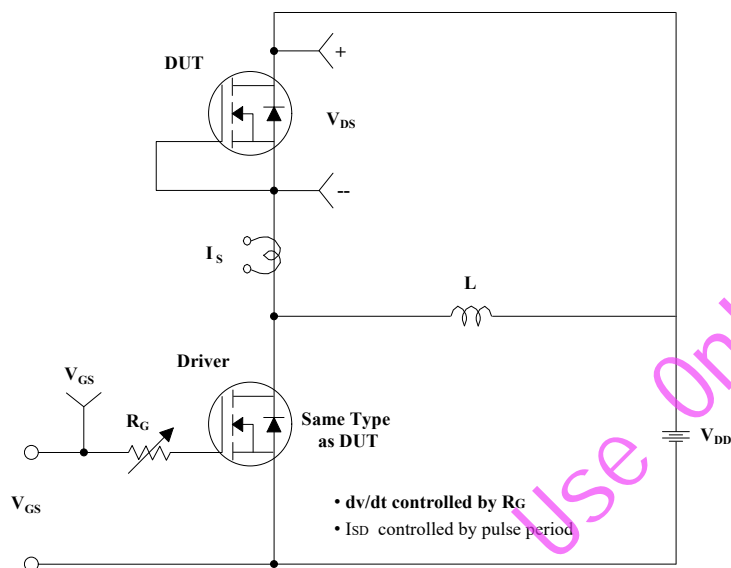 DUT
+
VDS
--
IS
L
Driver
VGS
RG
Same Type
as DUT
VDD
VGS
• dv/dt controlled by RG
• ISD controlled by pulse period
Use Onl